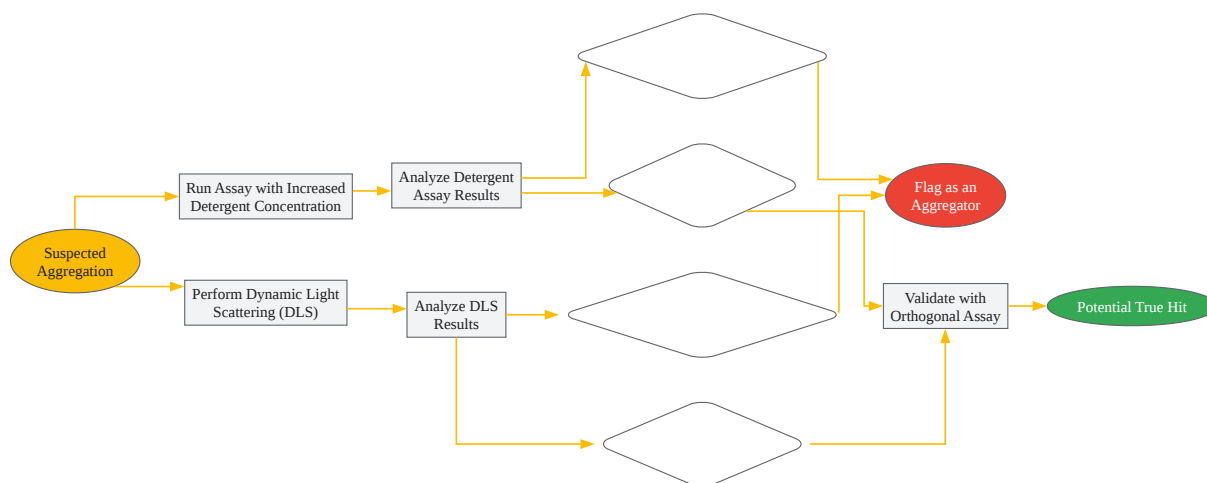 Run Assay with Increased
Detergent Concentration
Analyze Detergent
Assay Results
Flag as an
Aggregator
Suspected
Aggregation
Perform Dynamic Light
Scattering (DLS)
Analyze DLS
Results
Validate with
Orthogonal Assay
Potential True Hit